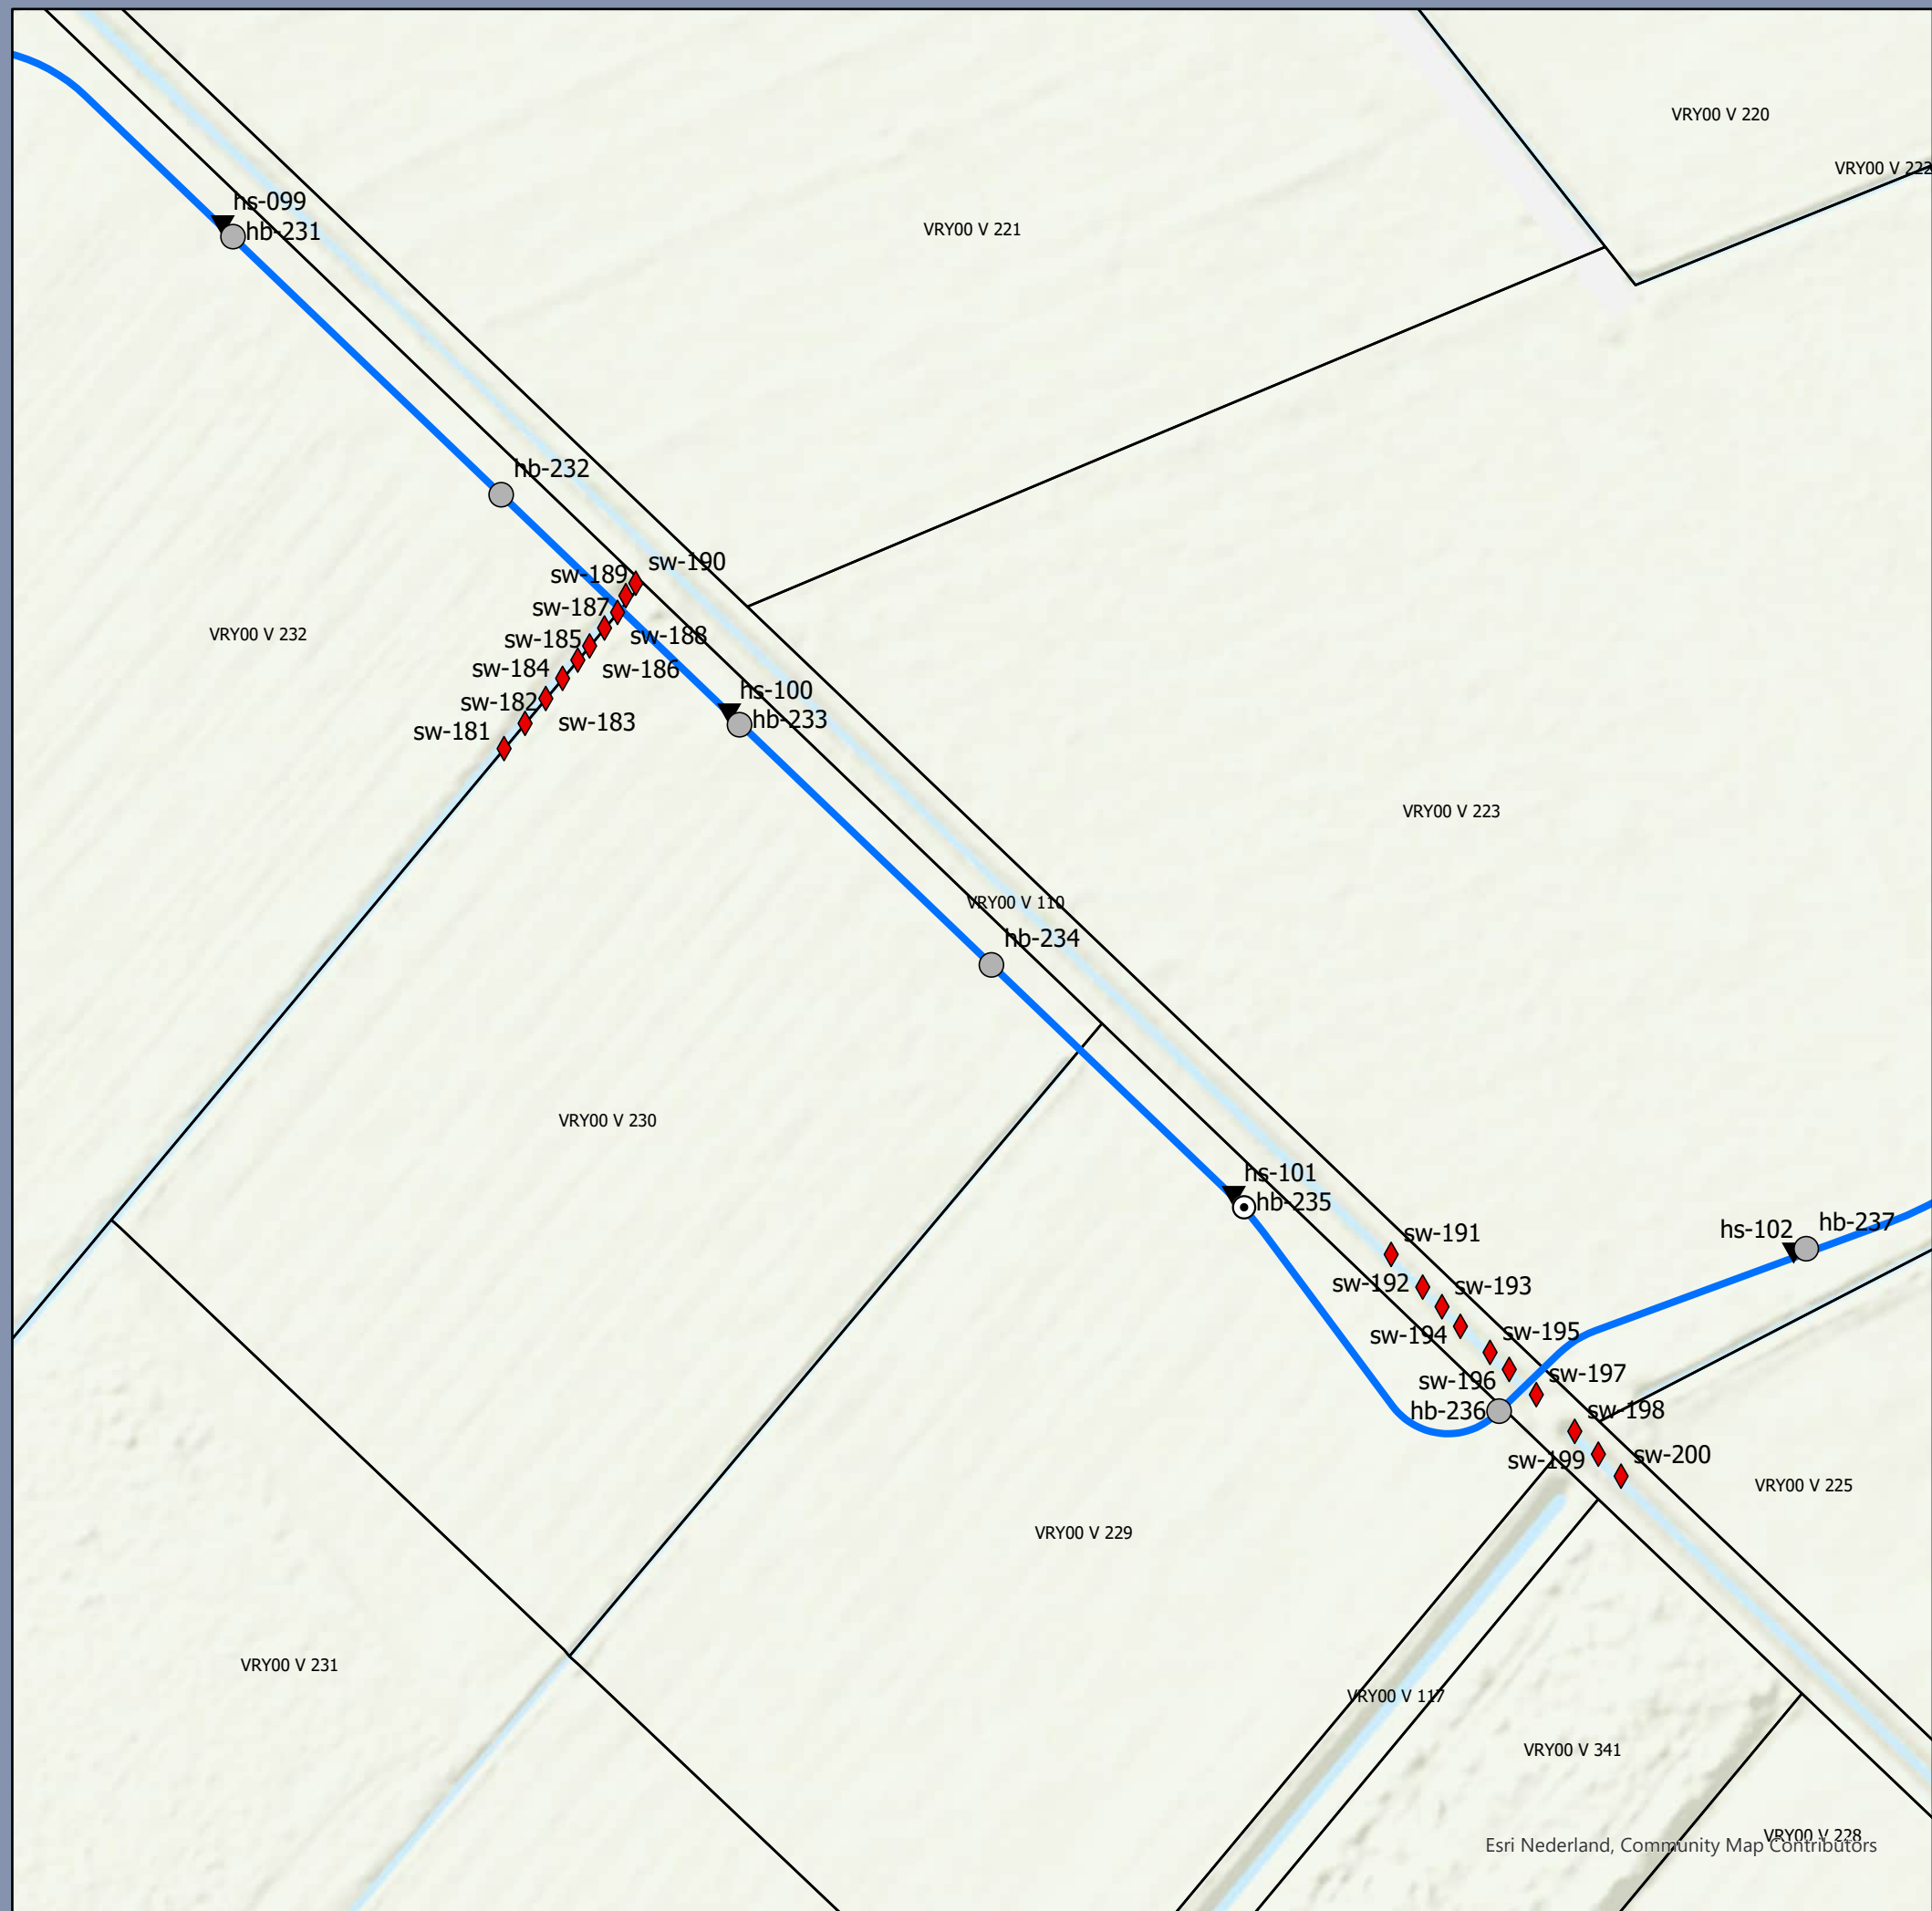 VRY00 V 220
VRY00 V 222
hs-099
hb-231
VRY00 V 221
hb-232
sw-190
sw-189
sw-187
sw-188
VRY00 V 232
sw-185
sw-184
sw-186
hs-100
sw-182
hb-233
sw-183
sw-181
VRY00 V 223
VRY00 V 110
hb-234
VRY00 V 230
hs-101
hb-235
hs-102
hb-237
sw-191
sw-192
sw-193
sw-194
sw-195
sw-196
sw-197
hb-236
sw-198
sw-199
sw-200
VRY00 V 225
VRY00 V 229
VRY00 V 231
VRY00 V 117
VRY00 V 341
VRY00 V 228
Esri Nederland, Community Map Contributors